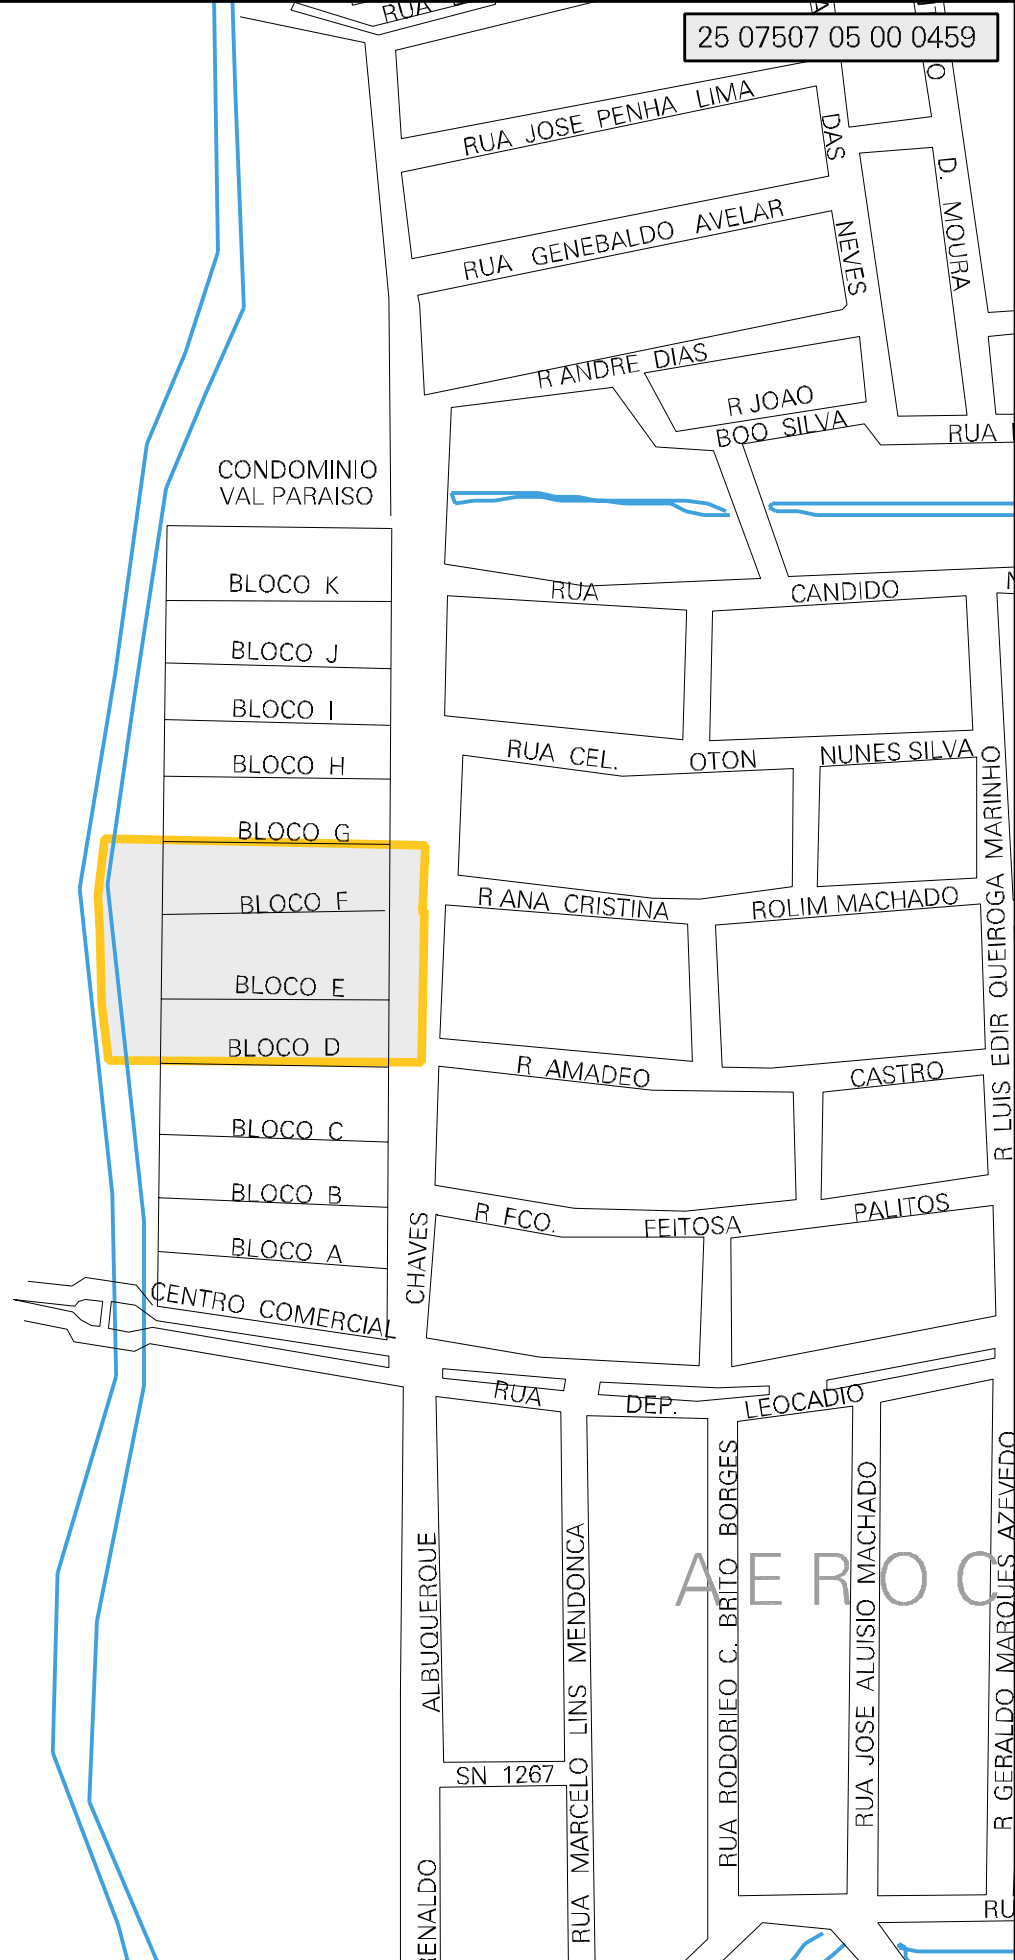 RUA
25 07507 05 00 0459
RUA JOSE PENHA LIMA
DAS
D. MOURA
RUA GENEBALDO AVELAR
NEVES
R ANDRE DIAS
R JOAO
BOO SILVA
RUA
CONDOMINIO
VAL PARAISO
BLOCO K
RUA CANDIDO
BLOCO J
BLOCO I
RUA CEL. OTON NUNES SILVA
BLOCO H
BLOCO G
R ANA CRISTINA ROLIM MACHADO
BLOCO F
R LUIS EDIR QUEIROGA MARINHO
BLOCO E
BLOCO D
R AMADEO CASTRO
BLOCO C
BLOCO B
R FCO. FEITOSA PALITOS
BLOCO A
CHAVES
CENTRO COMERCIAL
RUA DEP. LEOCADIO
ALBUQUERQUE
RUA MARCELO LINS MENDONCA
RUA RODORIEO C. BRITO BORGES
RUA JOSE ALUISIO MACHADO
R GERALDO MARQUES AZEVEDO
AEROC
SN 1267
ENALDO
RU